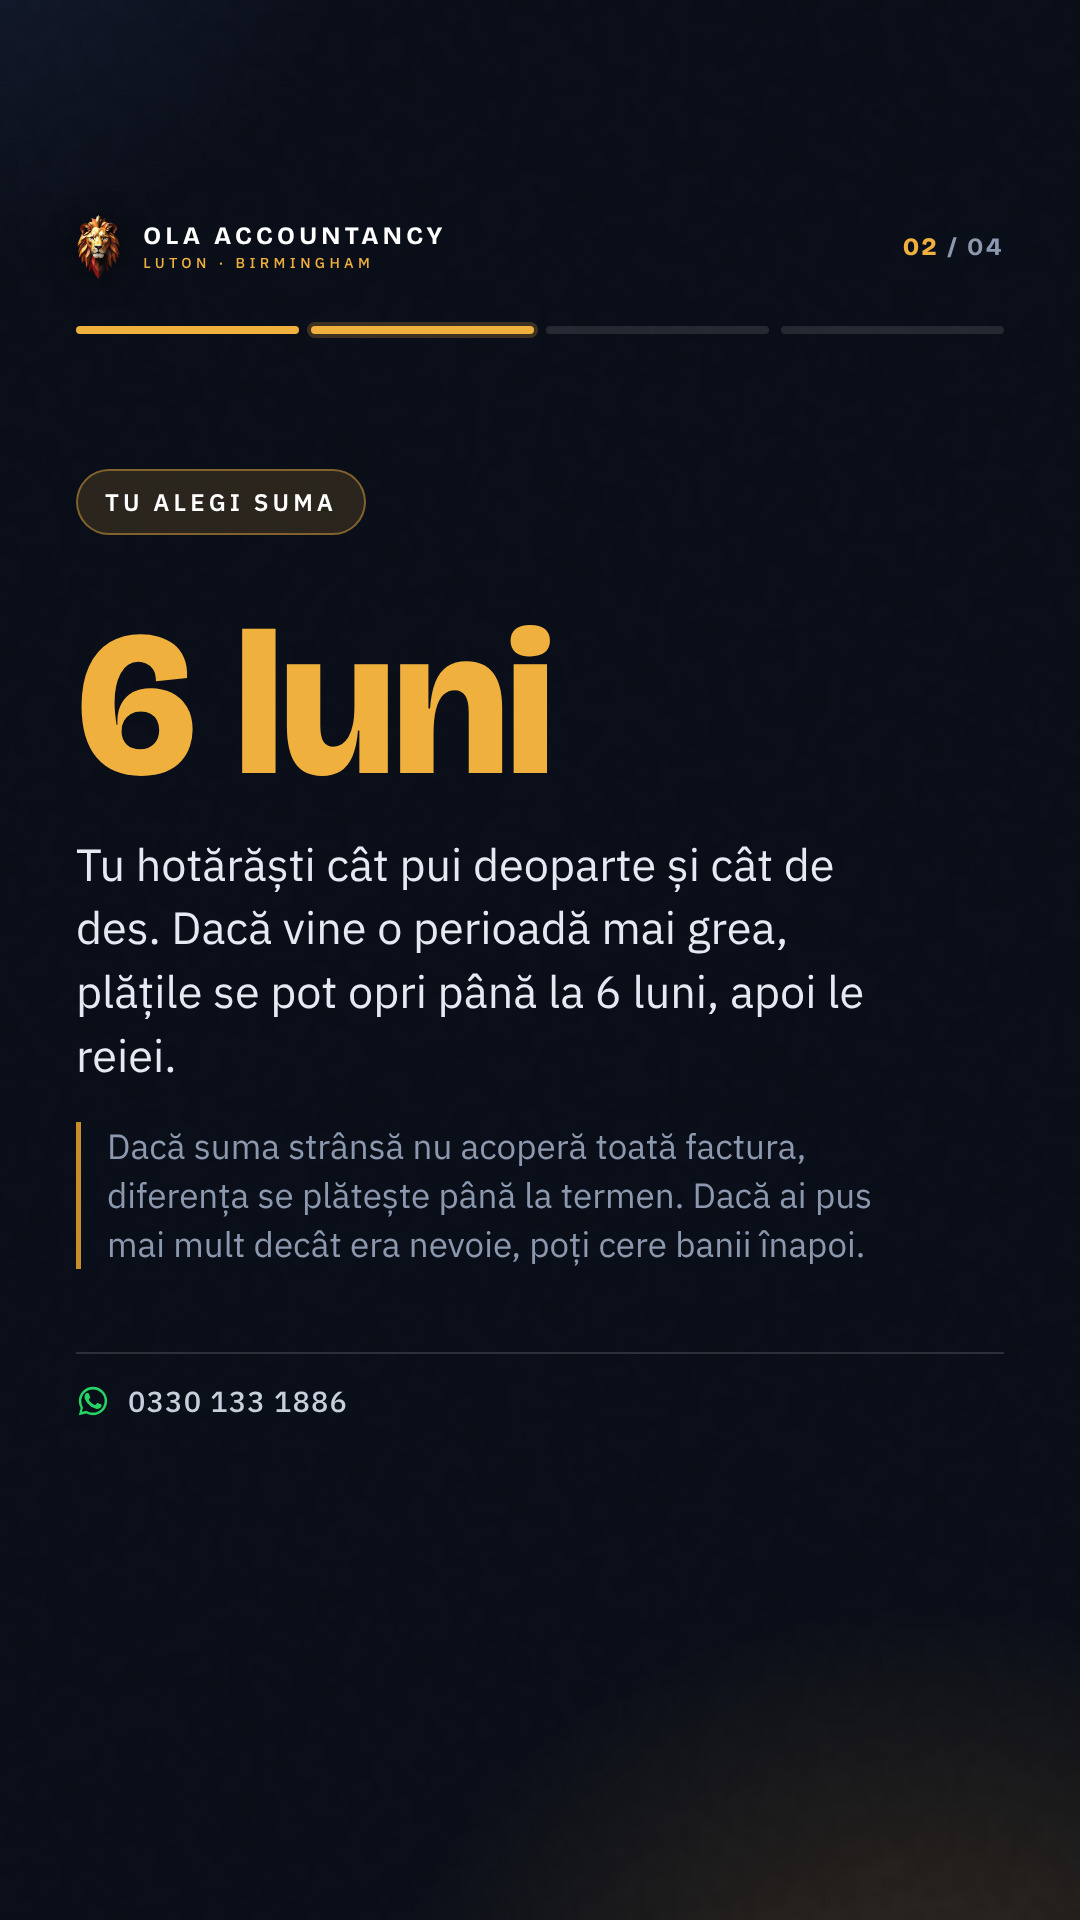 OLA ACCOUNTANCY
LUTON · BIRMINGHAM
02 / 04
TU ALEGI SUMA
6 luni
Tu hotărăști cât pui deoparte și cât de
des. Dacă vine o perioadă mai grea,
plățile se pot opri până la 6 luni, apoi le
reiei.
Dacă suma strânsă nu acoperă toată factura,
diferența se plătește până la termen. Dacă ai pus
mai mult decât era nevoie, poți cere banii înapoi.
0330 133 1886